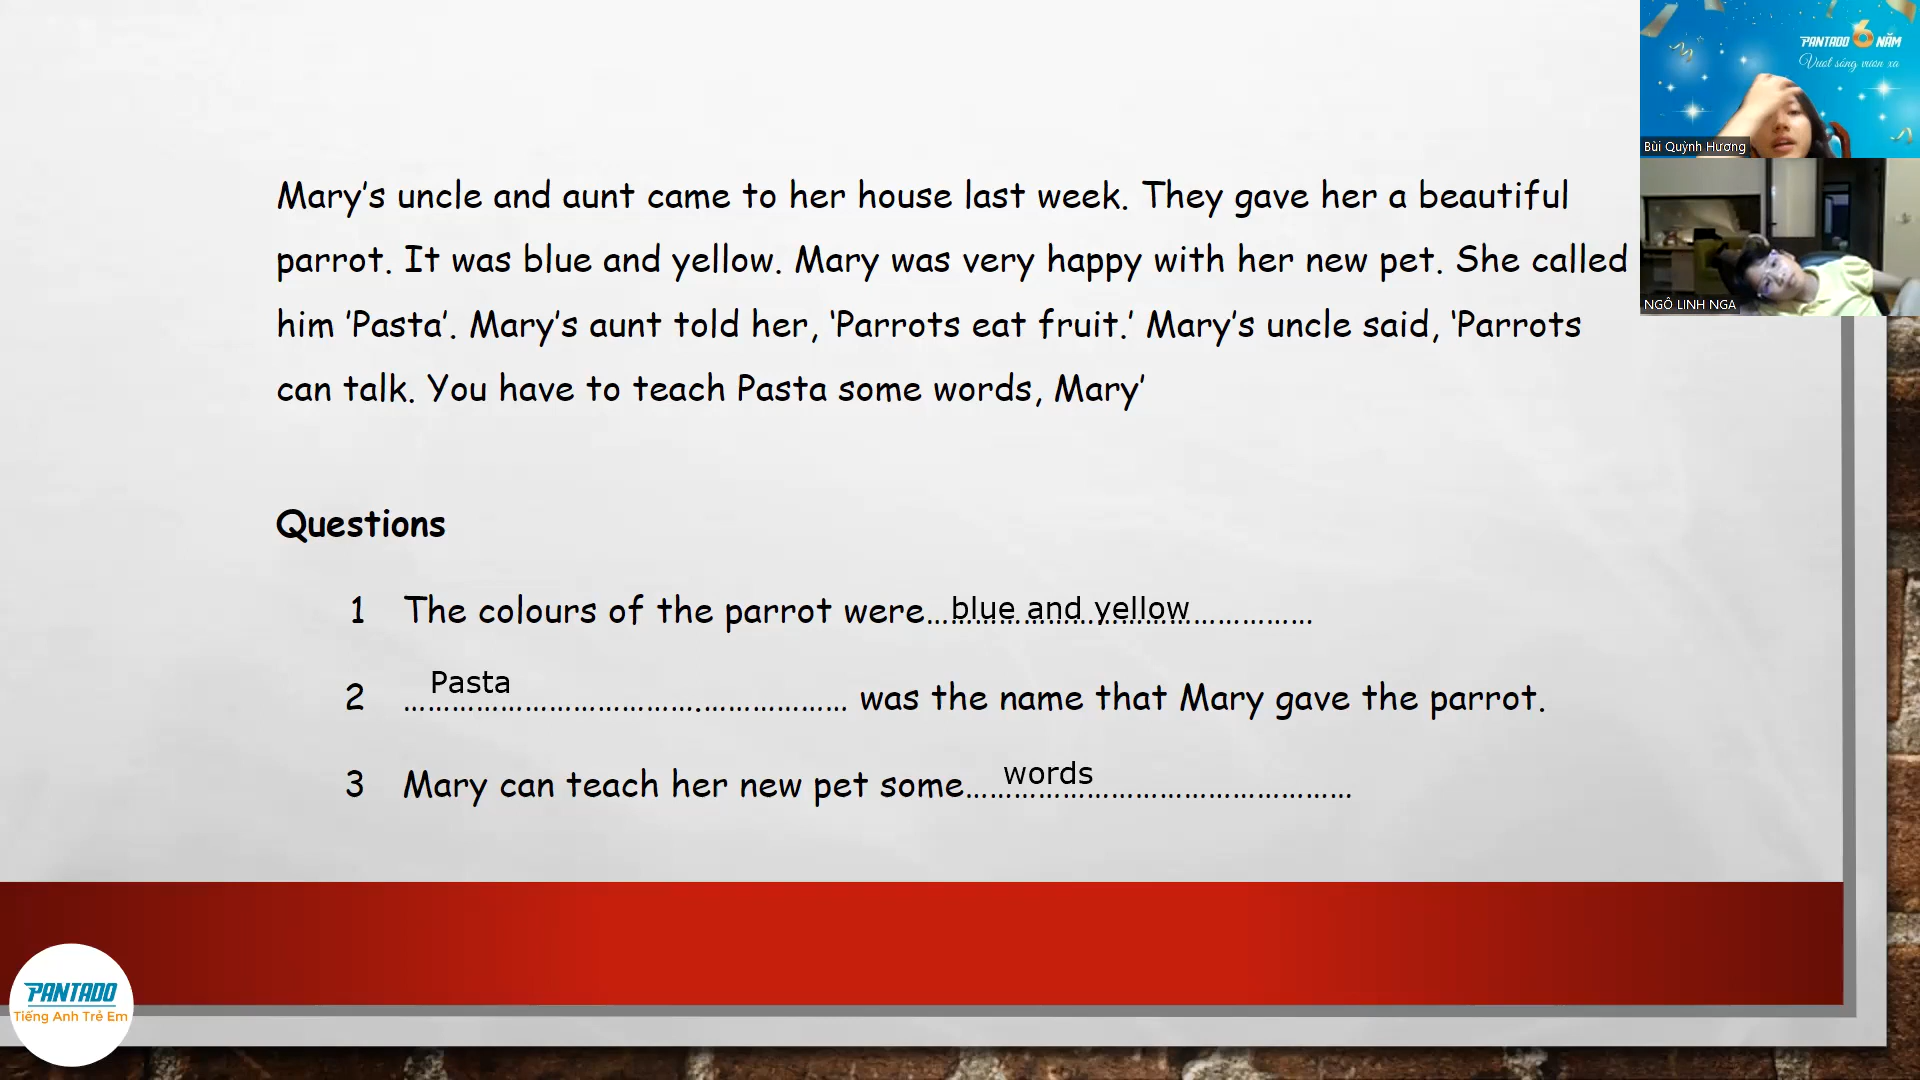 PANTADO 6 NĂM
Vượt sóng vươn xa
Bùi Quỳnh Hương
NGÔ LINH NGA
Mary’s uncle and aunt came to her house last week. They gave her a beautiful
parrot. It was blue and yellow. Mary was very happy with her new pet. She called
him ’Pasta’. Mary’s aunt told her, ‘Parrots eat fruit.’ Mary’s uncle said, ‘Parrots
can talk. You have to teach Pasta some words, Mary’
Questions
1 The colours of the parrot were…blue and yellow…………
2 Pasta……………………………….……………… was the name that Mary gave the parrot.
3 Mary can teach her new pet some…words……………………………
PANTADO
Tiếng Anh Trẻ Em